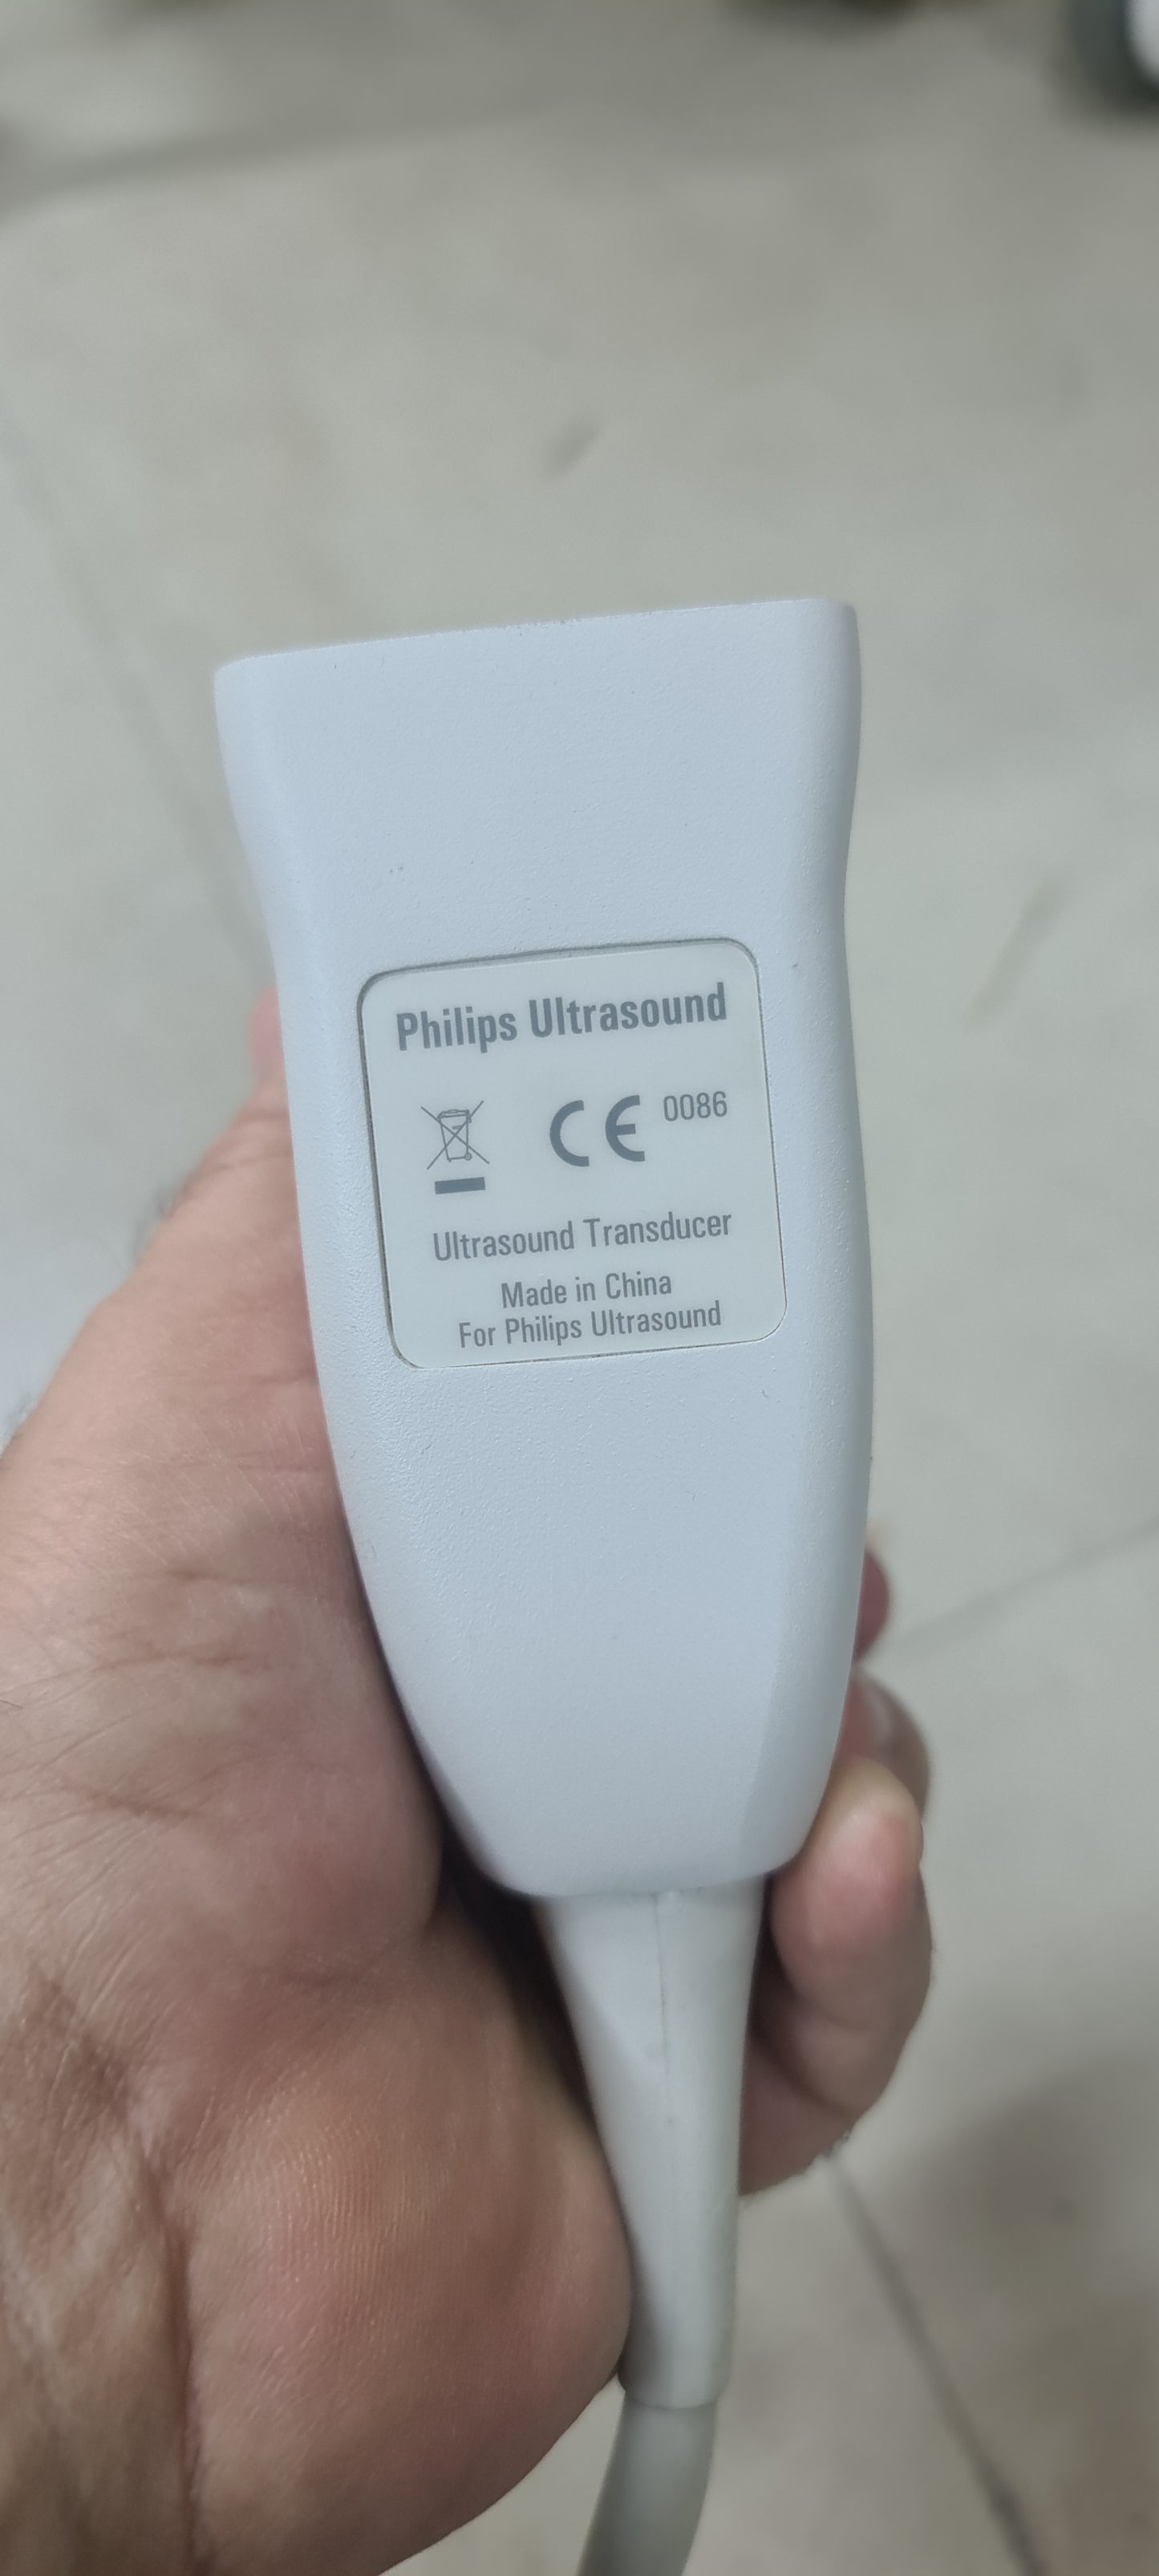 Philips Ultrasound
CE 0086
Ultrasound Transducer
Made in China
For Philips Ultrasound